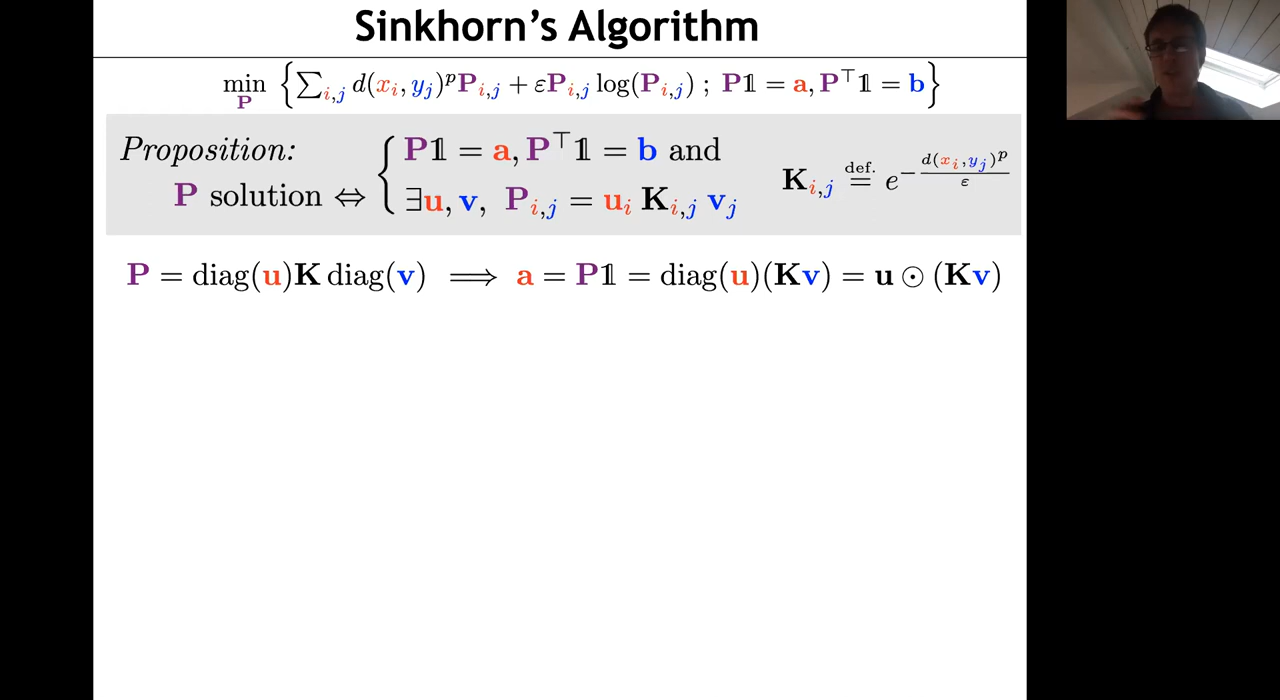 Sinkhorn's Algorithm
min_P { ∑_{i,j} d(x_i, y_j)^p P_{i,j} + εP_{i,j} log(P_{i,j}) ; P𝟙 = a, P^⊤𝟙 = b }
Proposition:
P solution ⇔ { P𝟙 = a, P^⊤𝟙 = b and
∃u, v, P_{i,j} = u_i K_{i,j} v_j
K_{i,j} def.= e^{-d(x_i,y_j)^p / ε}
P = diag(u)K diag(v) ⟹ a = P𝟙 = diag(u)(Kv) = u ⊙ (Kv)